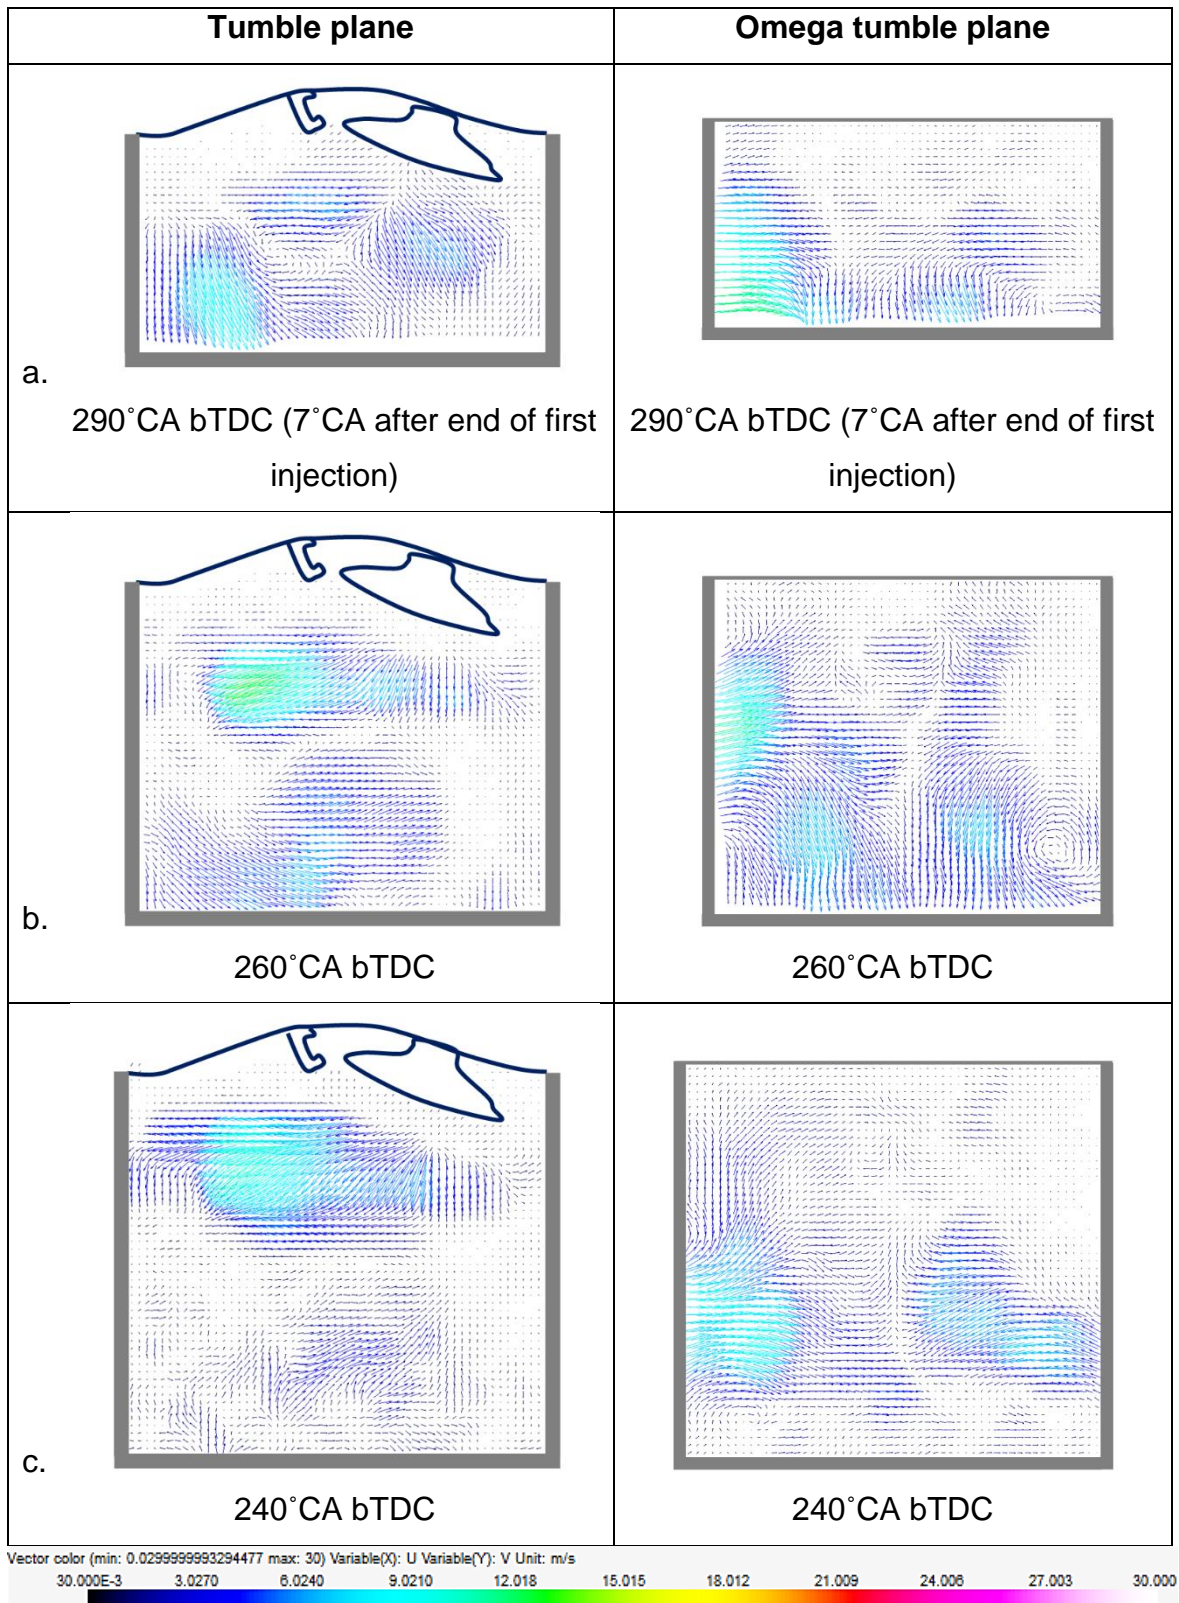 Tumble plane
Omega tumble plane
a.
290˚CA bTDC (7˚CA after end of first
injection)
290˚CA bTDC (7˚CA after end of first
injection)
b.
260˚CA bTDC
260˚CA bTDC
c.
240˚CA bTDC
240˚CA bTDC
Vector color (min: 0.0299999993294477 max: 30) Variable(X): U Variable(Y): V Unit: m/s
30.000E-3 3.0270 6.0240 9.0210 12.018 15.015 18.012 21.009 24.006 27.003 30.000